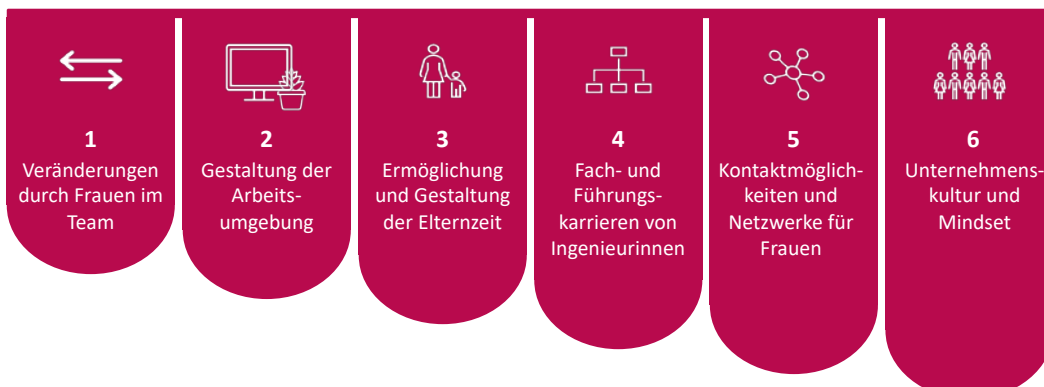 1
Veränderungen
durch Frauen im
Team
2
Gestaltung der
Arbeits-
umgebung
3
Ermöglichung
und Gestaltung
der Elternzeit
4
Fach- und
Führungs-
karrieren von
Ingenieurinnen
5
Kontaktmöglich-
keiten und
Netzwerke für
Frauen
6
Unternehmens-
kultur und
Mindset